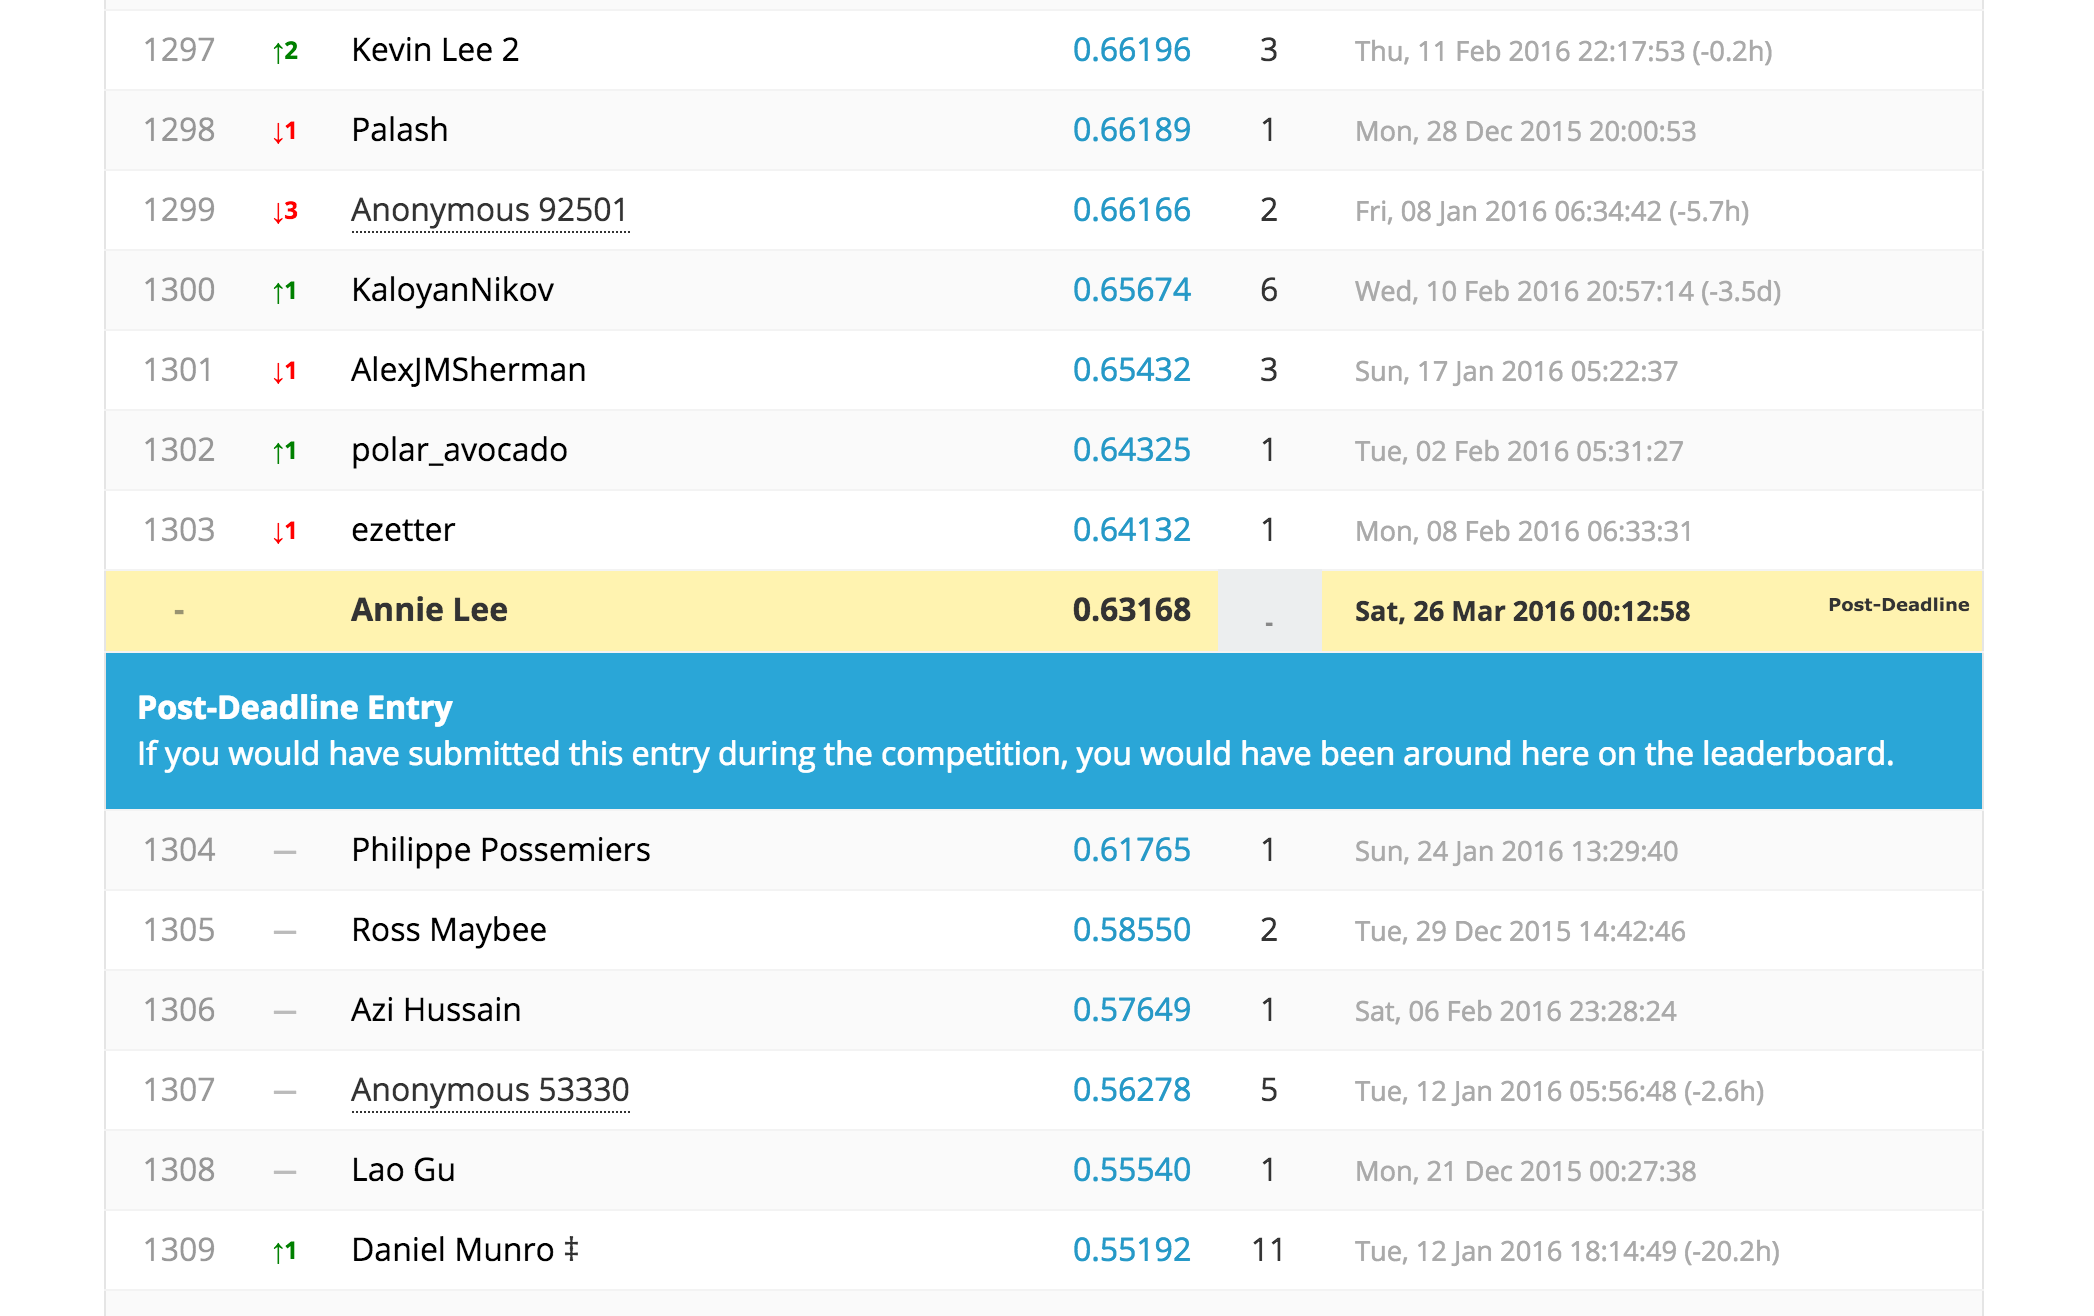 1297 ↑2 Kevin Lee 2 0.66196 3 Thu, 11 Feb 2016 22:17:53 (-0.2h)
1298 ↓1 Palash 0.66189 1 Mon, 28 Dec 2015 20:00:53
1299 ↓3 Anonymous 92501 0.66166 2 Fri, 08 Jan 2016 06:34:42 (-5.7h)
1300 ↑1 KaloyanNikov 0.65674 6 Wed, 10 Feb 2016 20:57:14 (-3.5d)
1301 ↓1 AlexJMSherman 0.65432 3 Sun, 17 Jan 2016 05:22:37
1302 ↑1 polar_avocado 0.64325 1 Tue, 02 Feb 2016 05:31:27
1303 ↓1 ezetter 0.64132 1 Mon, 08 Feb 2016 06:33:31
- Annie Lee 0.63168 - Sat, 26 Mar 2016 00:12:58 Post-Deadline
Post-Deadline Entry
If you would have submitted this entry during the competition, you would have been around here on the leaderboard.
1304 — Philippe Possemiers 0.61765 1 Sun, 24 Jan 2016 13:29:40
1305 — Ross Maybee 0.58550 2 Tue, 29 Dec 2015 14:42:46
1306 — Azi Hussain 0.57649 1 Sat, 06 Feb 2016 23:28:24
1307 — Anonymous 53330 0.56278 5 Tue, 12 Jan 2016 05:56:48 (-2.6h)
1308 — Lao Gu 0.55540 1 Mon, 21 Dec 2015 00:27:38
1309 ↑1 Daniel Munro ‡ 0.55192 11 Tue, 12 Jan 2016 18:14:49 (-20.2h)